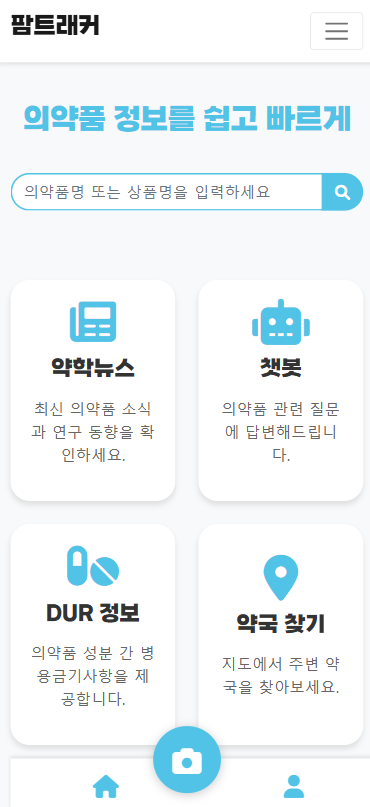 팜트래커
의약품 정보를 쉽고 빠르게
의약품명 또는 상품명을 입력하세요
약학뉴스
최신 의약품 소식
과 연구 동향을 확
인하세요.
챗봇
의약품 관련 질문
에 답변해드립니
다.
DUR 정보
의약품 성분 간 병
용금기사항을 제
공합니다.
약국 찾기
지도에서 주변 약
국을 찾아보세요.